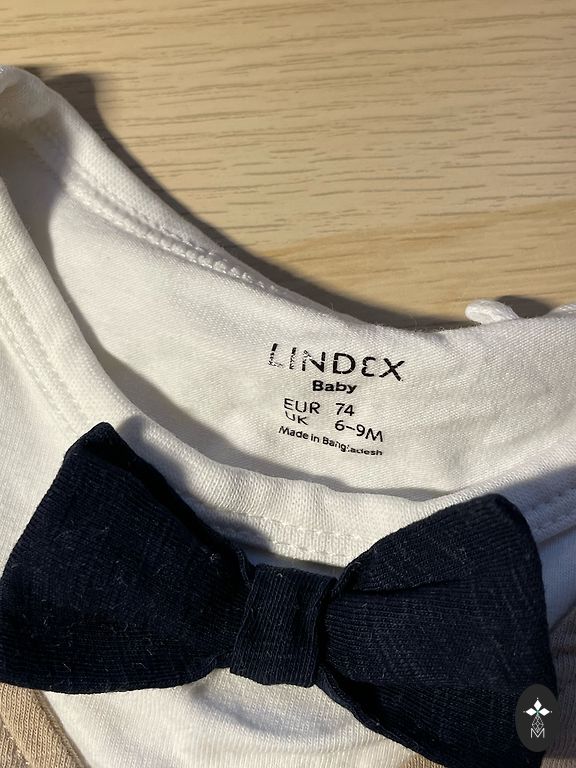 LINDEX
Baby
EUR 74
UK 6-9M
Made in Bangladesh
M